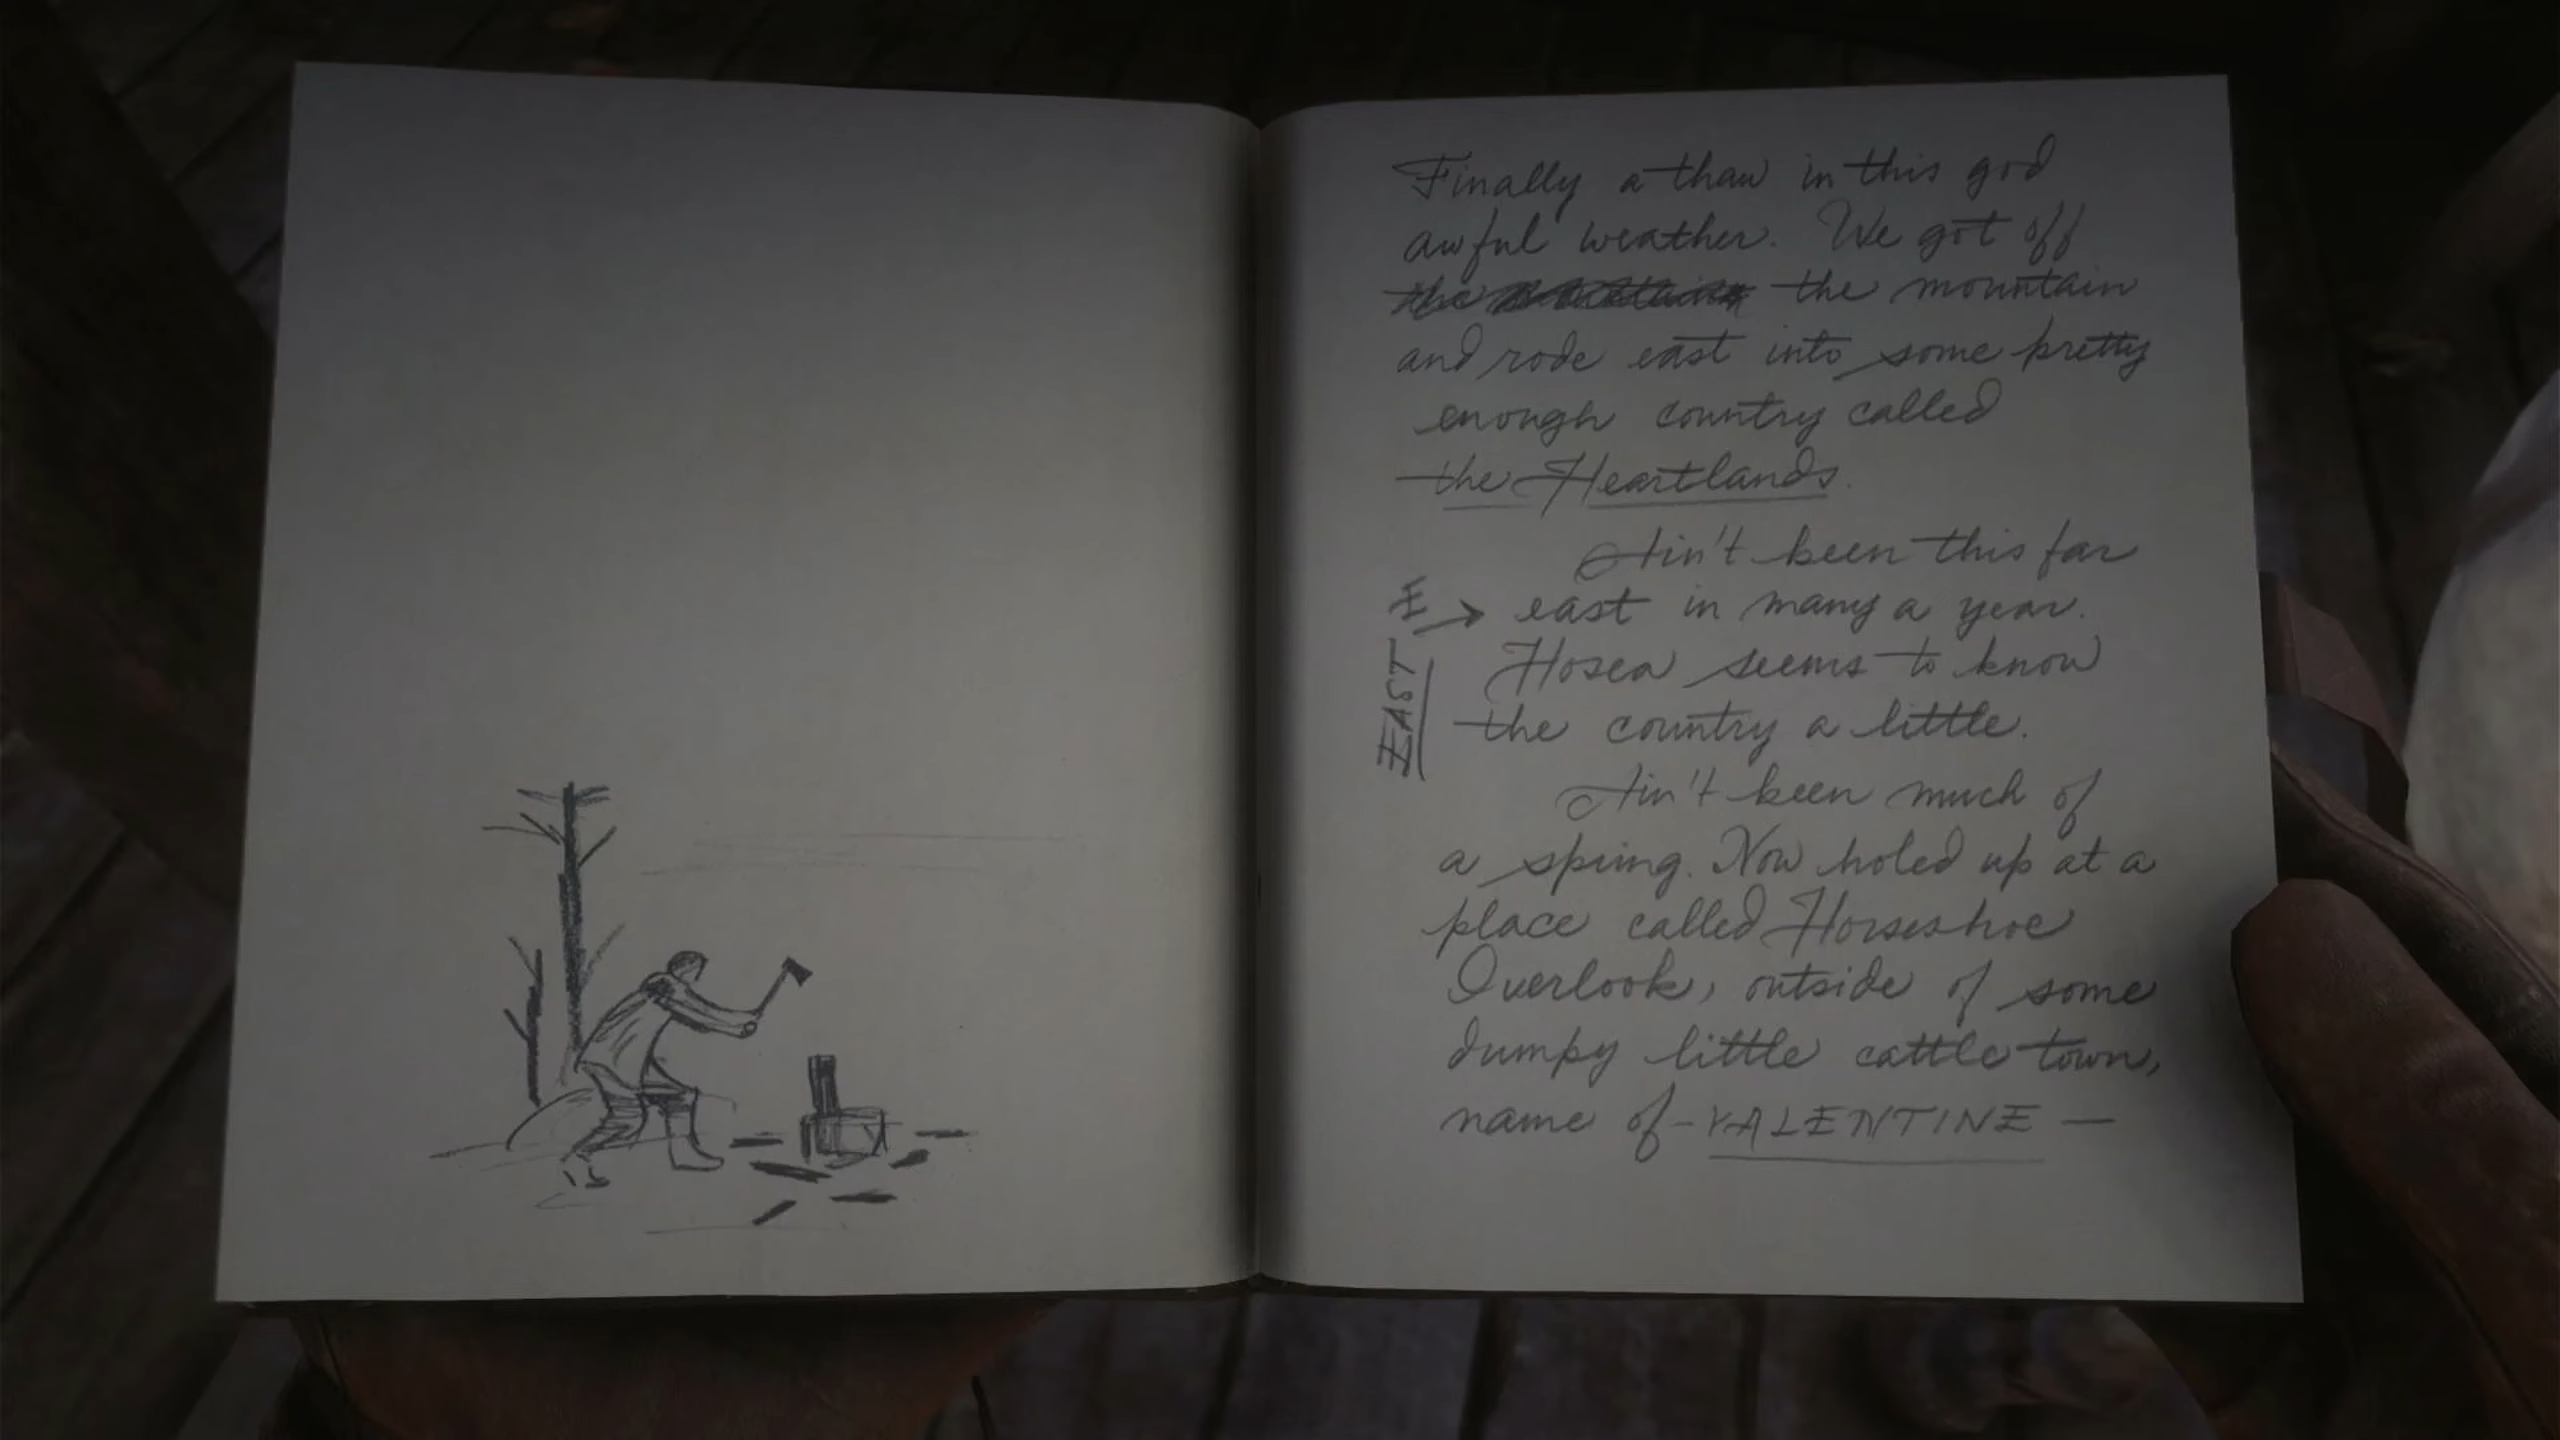 Finally a thaw in this god
awful weather. We got off
the the mountain
and rode east into some pretty
enough country called
the Heartlands.
Ain't been this far
E → east in many a year.
EAST
Hosea seems to know
the country a little.
Ain't been much of
a spring. Now holed up at a
place called Horseshoe
Overlook, outside of some
dumpy little cattle town,
name of - VALENTINE —